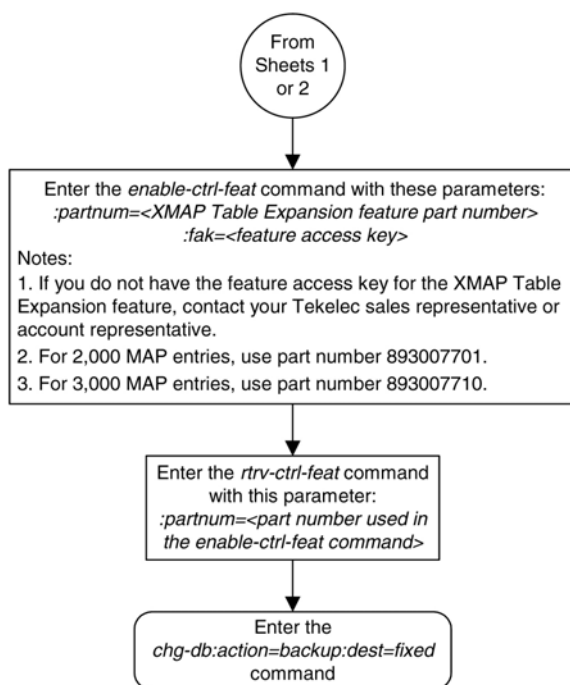 From
Sheets 1
or 2
Enter the enable-ctrl-feat command with these parameters:
:partnum=<XMAP Table Expansion feature part number>
:fak=<feature access key>
Notes:
1. If you do not have the feature access key for the XMAP Table
Expansion feature, contact your Tekelec sales representative or
account representative.
2. For 2,000 MAP entries, use part number 893007701.
3. For 3,000 MAP entries, use part number 893007710.
Enter the rtrv-ctrl-feat command
with this parameter:
:partnum=<part number used in
the enable-ctrl-feat command>
Enter the
chg-db:action=backup:dest=fixed
command